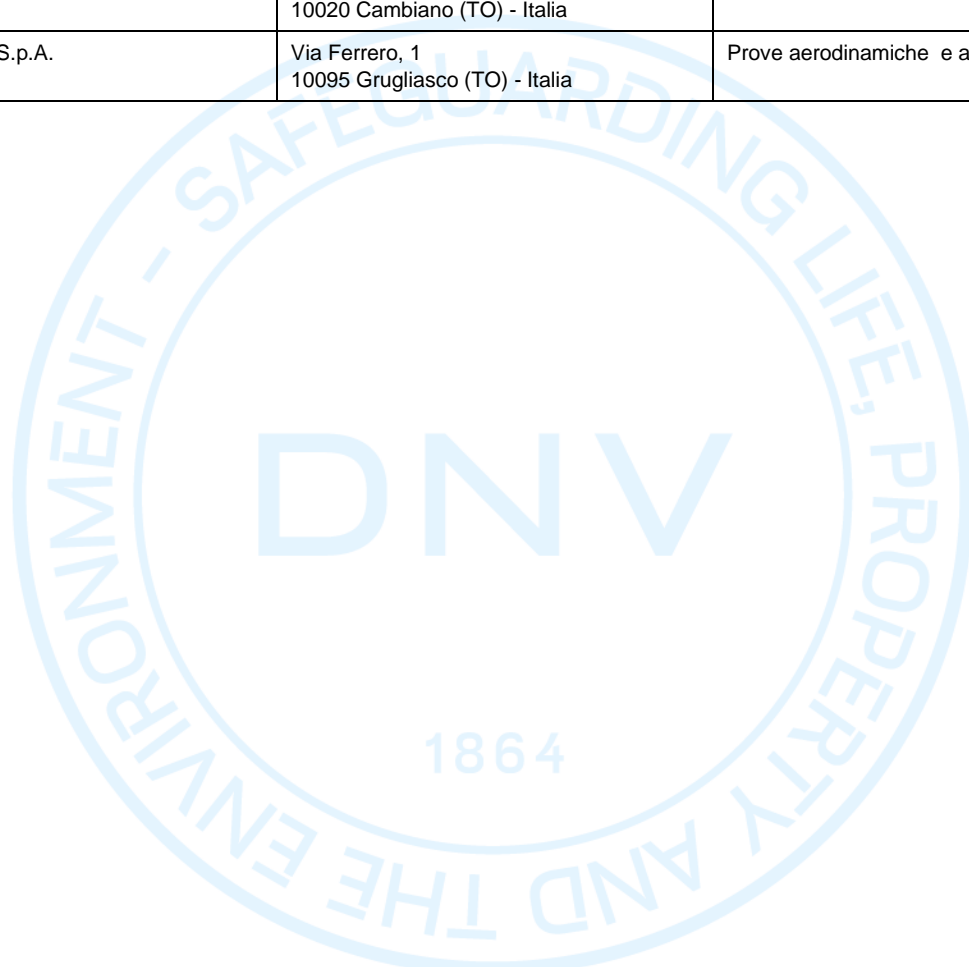 10020 Cambiano (TO) - Italia
S.p.A.
Via Ferrero, 1
10095 Grugliasco (TO) - Italia
Prove aerodinamiche e a
SAFEGUARDING LIFE, PROPERTY AND THE ENVIRONMENT -
DNV
1864